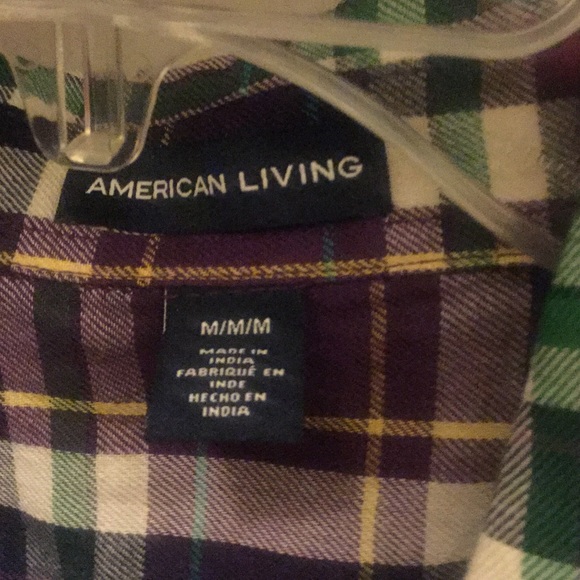 AMERICAN LIVING
M/M/M
MADE IN
INDIA
FABRIQUÉ EN
INDE
HECHO EN
INDIA